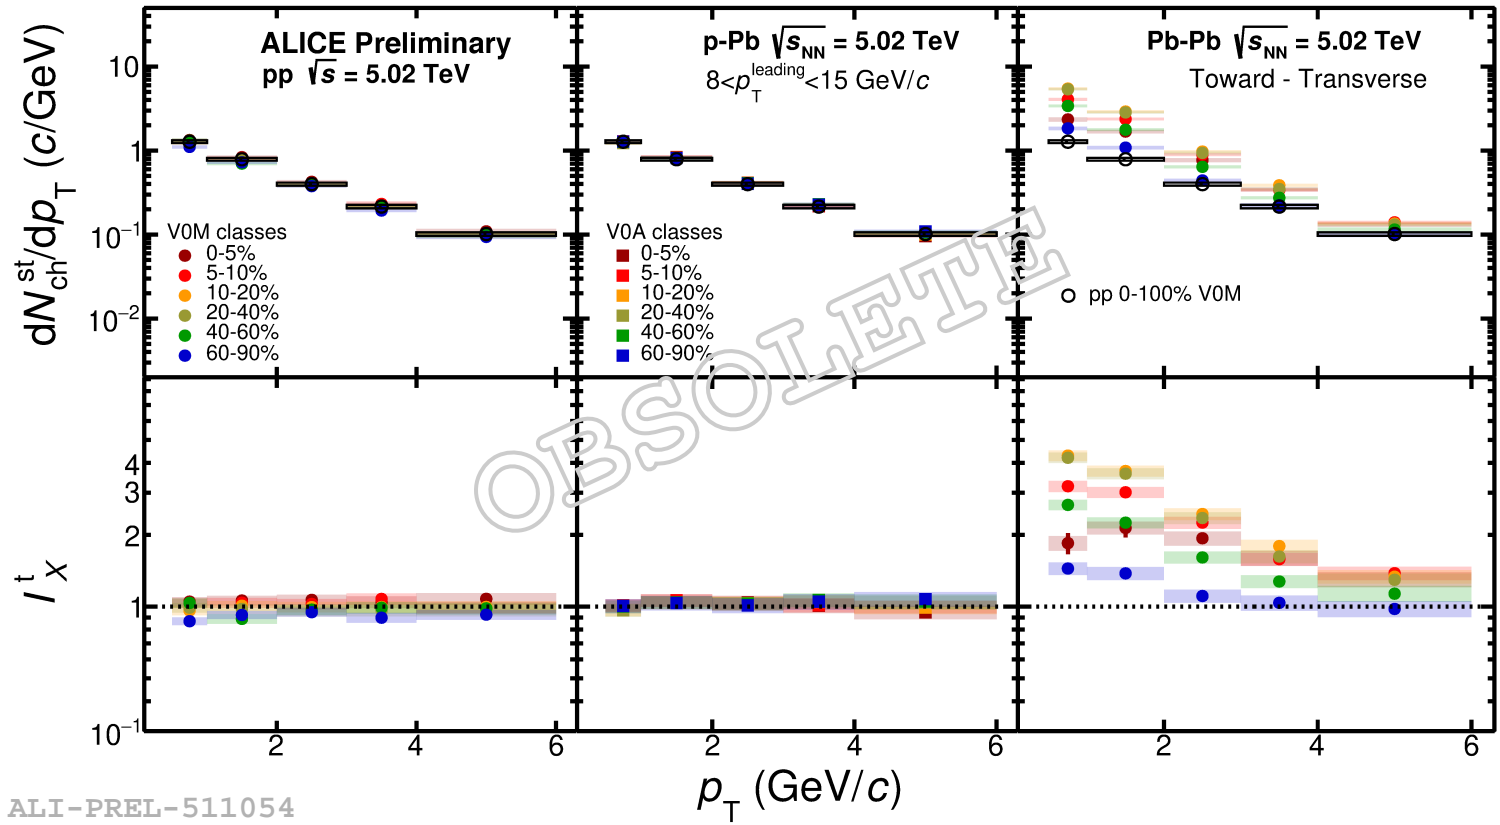 ALICE Preliminary
pp √s = 5.02 TeV
p-Pb √sNN = 5.02 TeV
8<pTleading<15 GeV/c
Pb-Pb √sNN = 5.02 TeV
Toward - Transverse
dNchst/dpT (c/GeV)
10
1
10−1
10−2
V0M classes
0-5%
5-10%
10-20%
20-40%
40-60%
60-90%
V0A classes
0-5%
5-10%
10-20%
20-40%
40-60%
60-90%
pp 0-100% V0M
OBSOLETE
IXt
4
3
2
1
10−1
2
4
6
2
4
6
2
4
6
pT (GeV/c)
ALI-PREL-511054